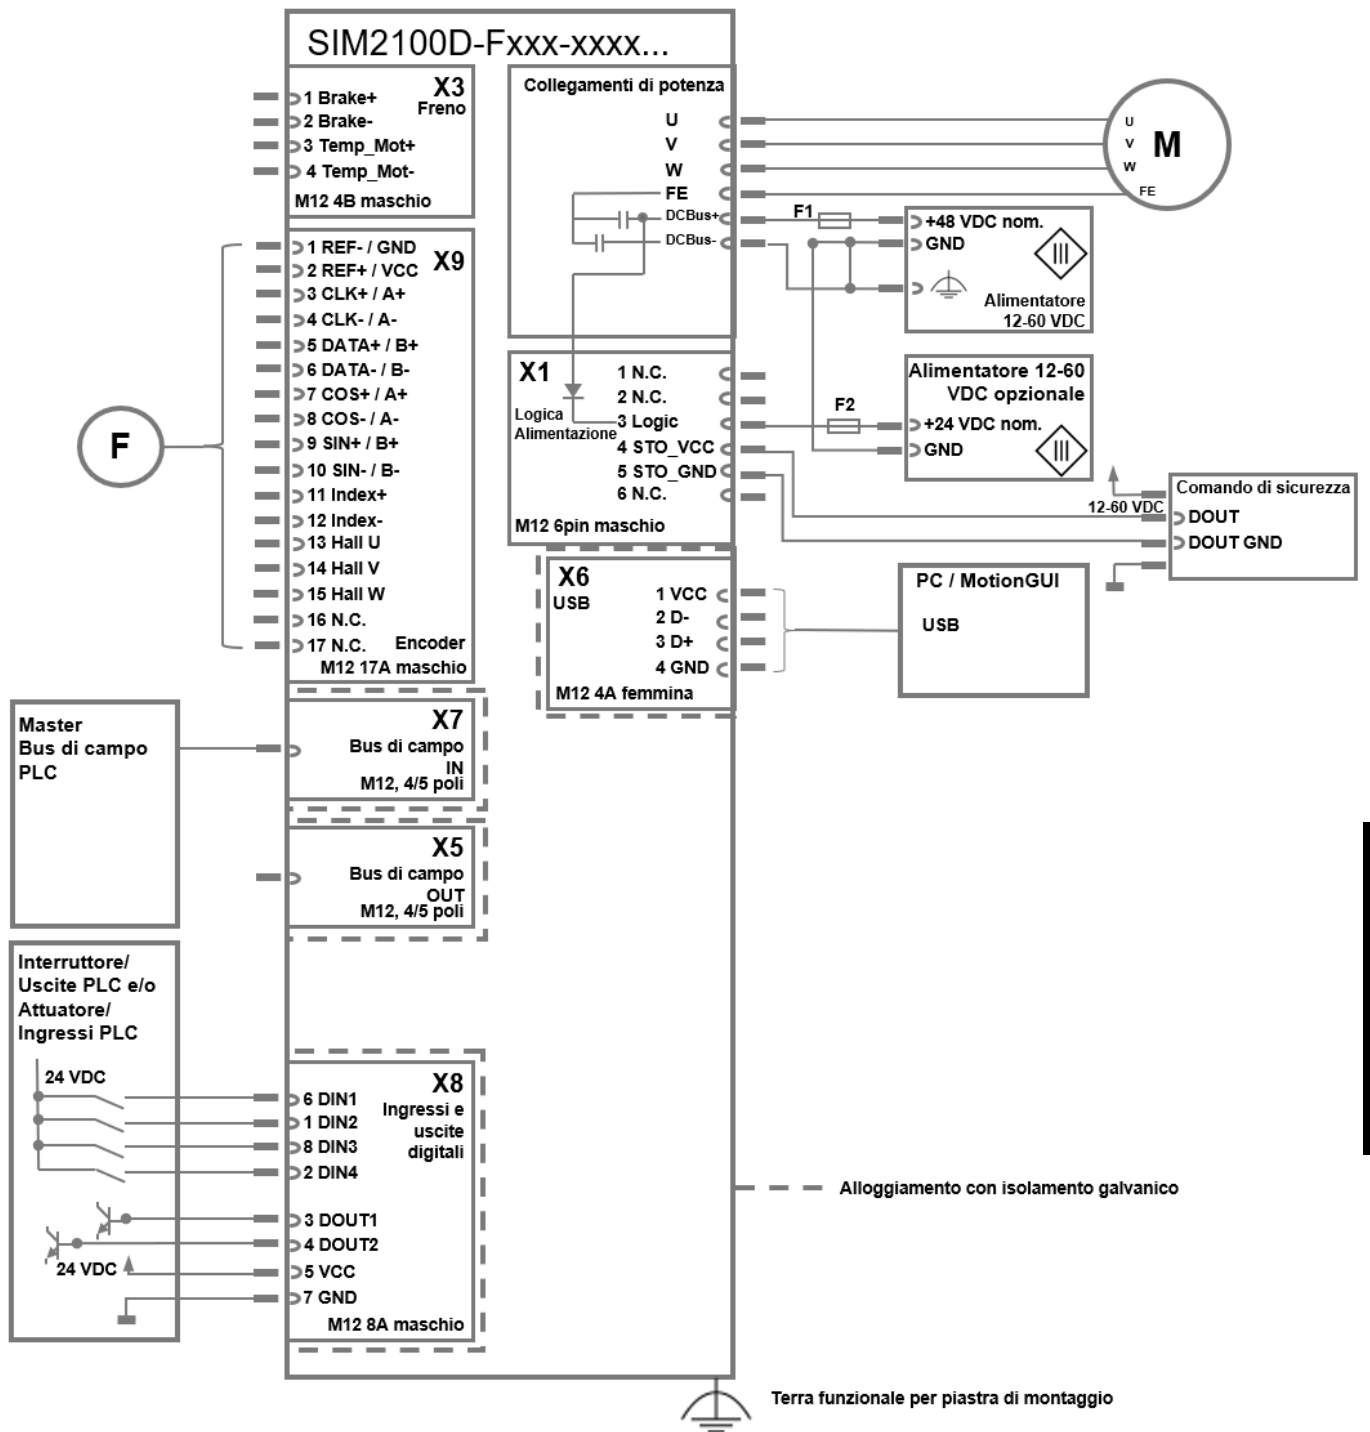 SIM2100D-Fxxx-xxxx...
X3
Freno
1 Brake+
2 Brake-
3 Temp_Mot+
4 Temp_Mot-
M12 4B maschio
Collegamenti di potenza
U
V
W
FE
DCBus+
DCBus-
U
V
W
FE
M
F1
+48 VDC nom.
GND
Alimentatore
12-60 VDC
F
X9
1 REF- / GND
2 REF+ / VCC
3 CLK+ / A+
4 CLK- / A-
5 DATA+ / B+
6 DATA- / B-
7 COS+ / A+
8 COS- / A-
9 SIN+ / B+
10 SIN- / B-
11 Index+
12 Index-
13 Hall U
14 Hall V
15 Hall W
16 N.C.
17 N.C.
Encoder
M12 17A maschio
X1
Logica
Alimentazione
1 N.C.
2 N.C.
3 Logic
4 STO_VCC
5 STO_GND
6 N.C.
M12 6pin maschio
F2
Alimentatore 12-60
VDC opzionale
+24 VDC nom.
GND
12-60 VDC
Comando di sicurezza
DOUT
DOUT GND
X6
USB
1 VCC
2 D-
3 D+
4 GND
M12 4A femmina
PC / MotionGUI
USB
Master
Bus di campo
PLC
X7
Bus di campo
IN
M12, 4/5 poli
X5
Bus di campo
OUT
M12, 4/5 poli
Interruttore/
Uscite PLC e/o
Attuatore/
Ingressi PLC
24 VDC
24 VDC
X8
Ingressi e
uscite
digitali
6 DIN1
1 DIN2
8 DIN3
2 DIN4
3 DOUT1
4 DOUT2
5 VCC
7 GND
M12 8A maschio
Alloggiamento con isolamento galvanico
Terra funzionale per piastra di montaggio